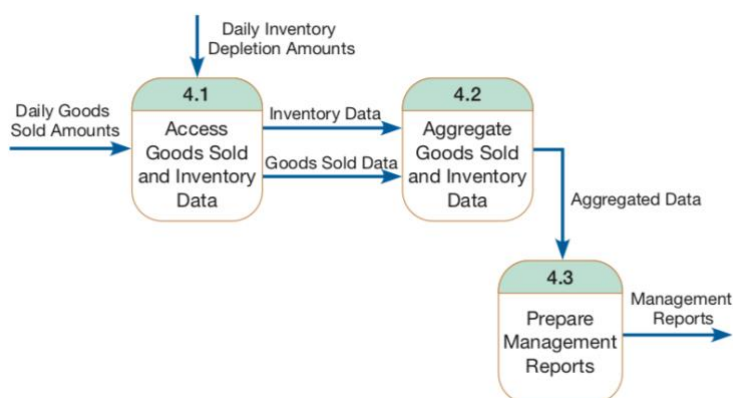 Daily Inventory
Depletion Amounts
Daily Goods
Sold Amounts
4.1
Access
Goods Sold
and Inventory
Data
Inventory Data
Goods Sold Data
4.2
Aggregate
Goods Sold
and Inventory
Data
Aggregated Data
4.3
Prepare
Management
Reports
Management
Reports